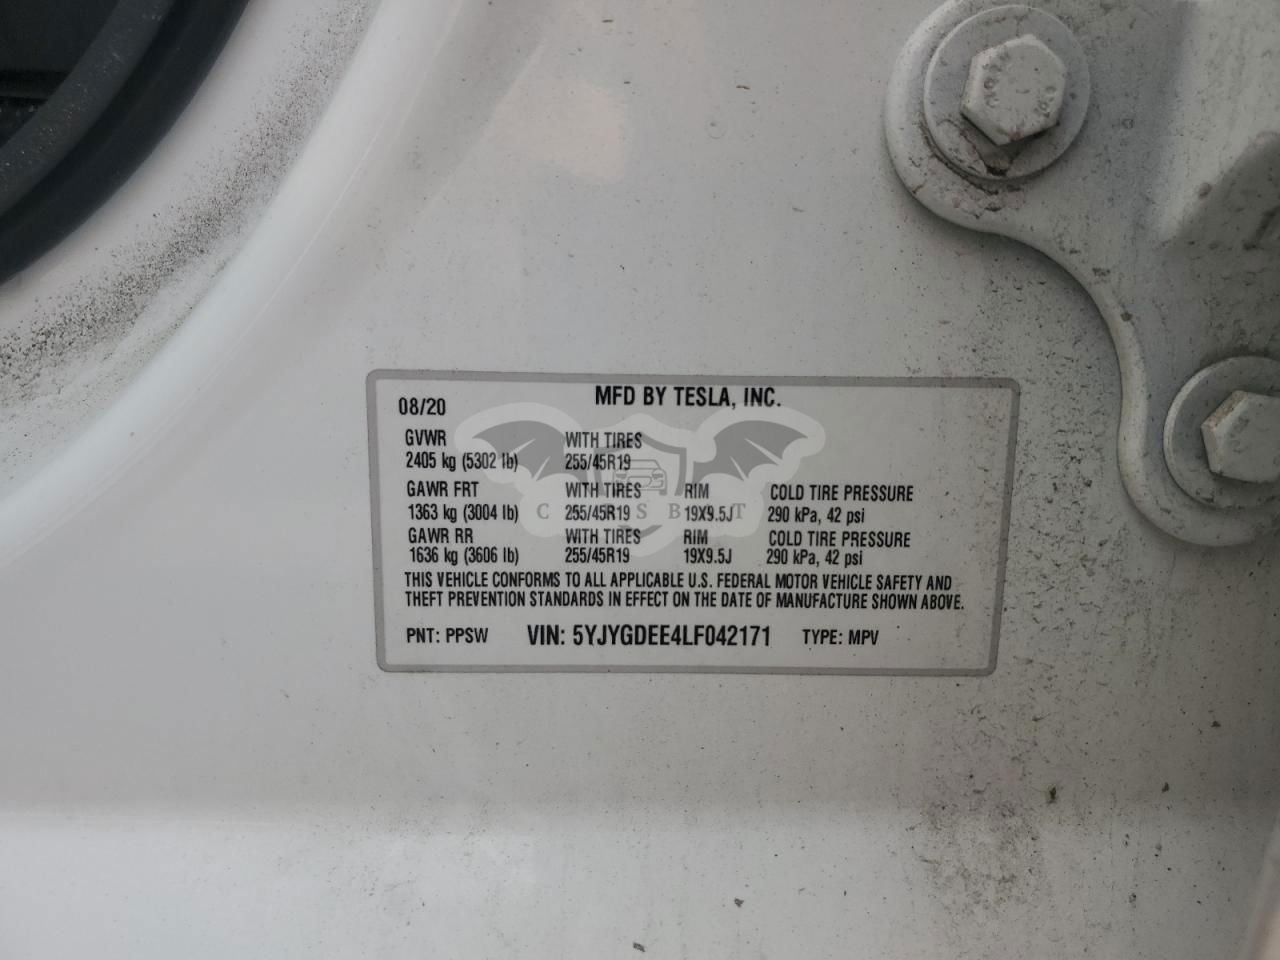 MFD BY TESLA, INC.
08/20
GVWR WITH TIRES
2405 kg (5302 lb) 255/45R19
GAWR FRT WITH TIRES RIM COLD TIRE PRESSURE
1363 kg (3004 lb) 255/45R19 19X9.5J 290 kPa, 42 psi
GAWR RR WITH TIRES RIM COLD TIRE PRESSURE
1636 kg (3606 lb) 255/45R19 19X9.5J 290 kPa, 42 psi
THIS VEHICLE CONFORMS TO ALL APPLICABLE U.S. FEDERAL MOTOR VEHICLE SAFETY AND
THEFT PREVENTION STANDARDS IN EFFECT ON THE DATE OF MANUFACTURE SHOWN ABOVE.
PNT: PPSW VIN: 5YJYGDEE4LF042171 TYPE: MPV